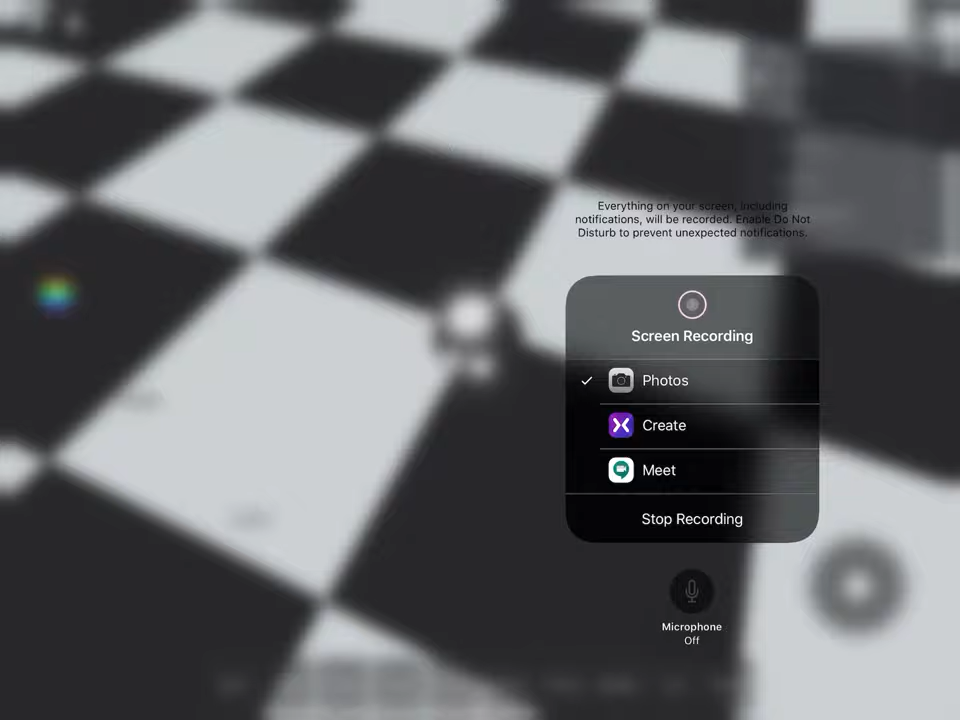 Everything on your screen, including
notifications, will be recorded. Enable Do Not
Disturb to prevent unexpected notifications.
Screen Recording
Photos
Create
Meet
Stop Recording
Microphone
Off